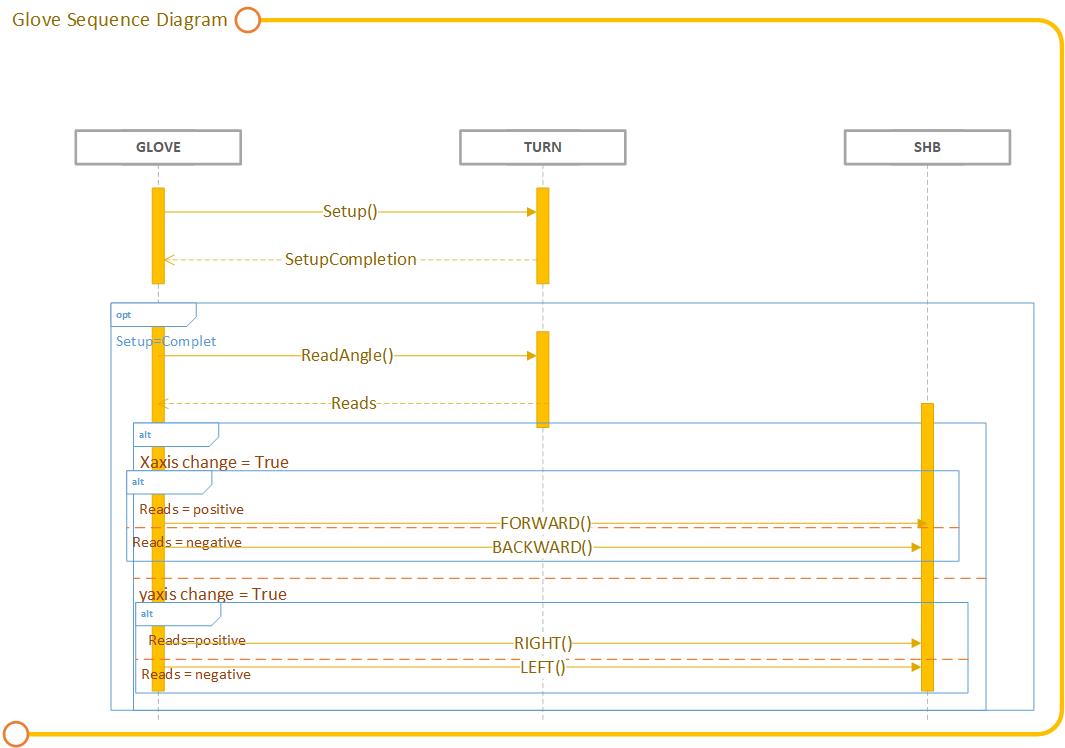 Glove Sequence Diagram
GLOVE
TURN
SHB
Setup()
SetupCompletion
opt
Setup=Complet
ReadAngle()
Reads
alt
Xaxis change = True
alt
Reads = positive
FORWARD()
Reads = negative
BACKWARD()
yaxis change = True
alt
Reads=positive
RIGHT()
LEFT()
Reads = negative